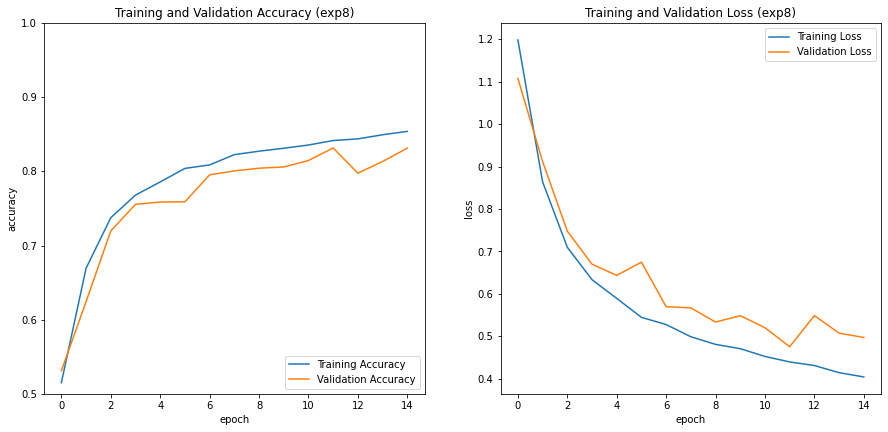 Training and Validation Accuracy (exp8)
1.0
0.9
0.8
0.7
0.6
0.5
accuracy
0 2 4 6 8 10 12 14
epoch
Training Accuracy
Validation Accuracy
Training and Validation Loss (exp8)
1.2
1.1
1.0
0.9
0.8
0.7
0.6
0.5
0.4
loss
0 2 4 6 8 10 12 14
epoch
Training Loss
Validation Loss